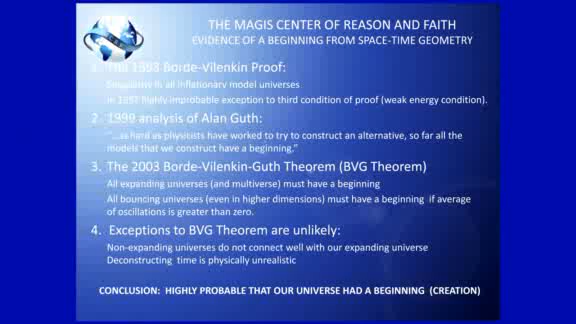 THE MAGIS CENTER OF REASON AND FAITH
EVIDENCE OF A BEGINNING FROM SPACE-TIME GEOMETRY
1. The 1993 Borde-Vilenkin Proof:
Singularity in all inflationary model universes
In 1997 highly improbable exception to third condition of proof (weak energy condition).
2. 1999 analysis of Alan Guth:
"…as hard as physicists have worked to try to construct an alternative, so far all the
models that we construct have a beginning."
3. The 2003 Borde-Vilenkin-Guth Theorem (BVG Theorem)
All expanding universes (and multiverse) must have a beginning
All bouncing universes (even in higher dimensions) must have a beginning if average
of oscillations is greater than zero.
4. Exceptions to BVG Theorem are unlikely:
Non-expanding universes do not connect well with our expanding universe
Deconstructing time is physically unrealistic
CONCLUSION: HIGHLY PROBABLE THAT OUR UNIVERSE HAD A BEGINNING (CREATION)